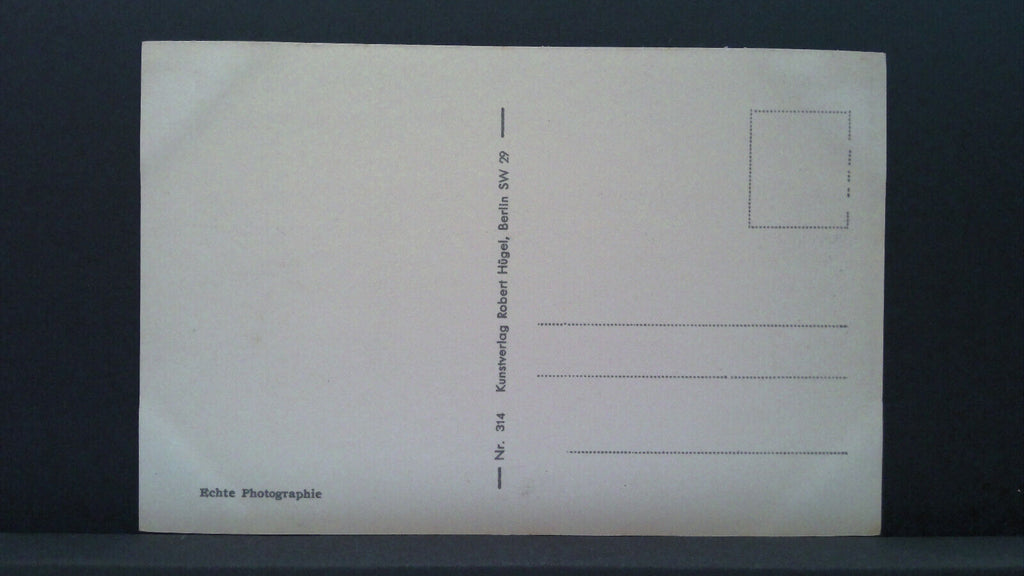 Echte Photographie
Nr. 314 Kunstverlag Robert Hügel, Berlin SW 29